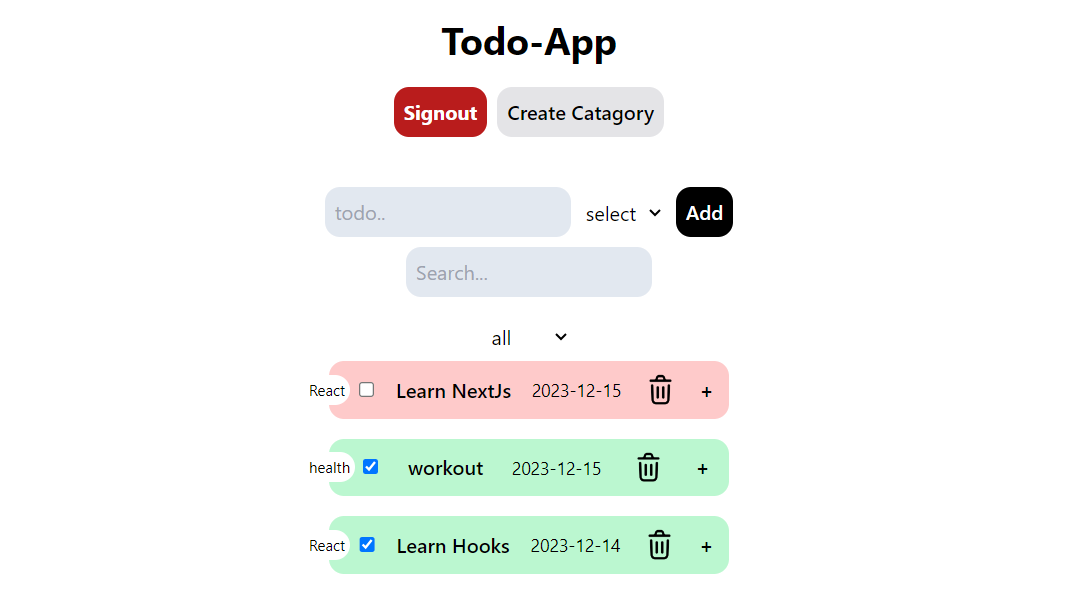 Todo-App
Signout Create Catagory
todo.. select Add
Search...
all
React Learn NextJs 2023-12-15 +
health workout 2023-12-15 +
React Learn Hooks 2023-12-14 +